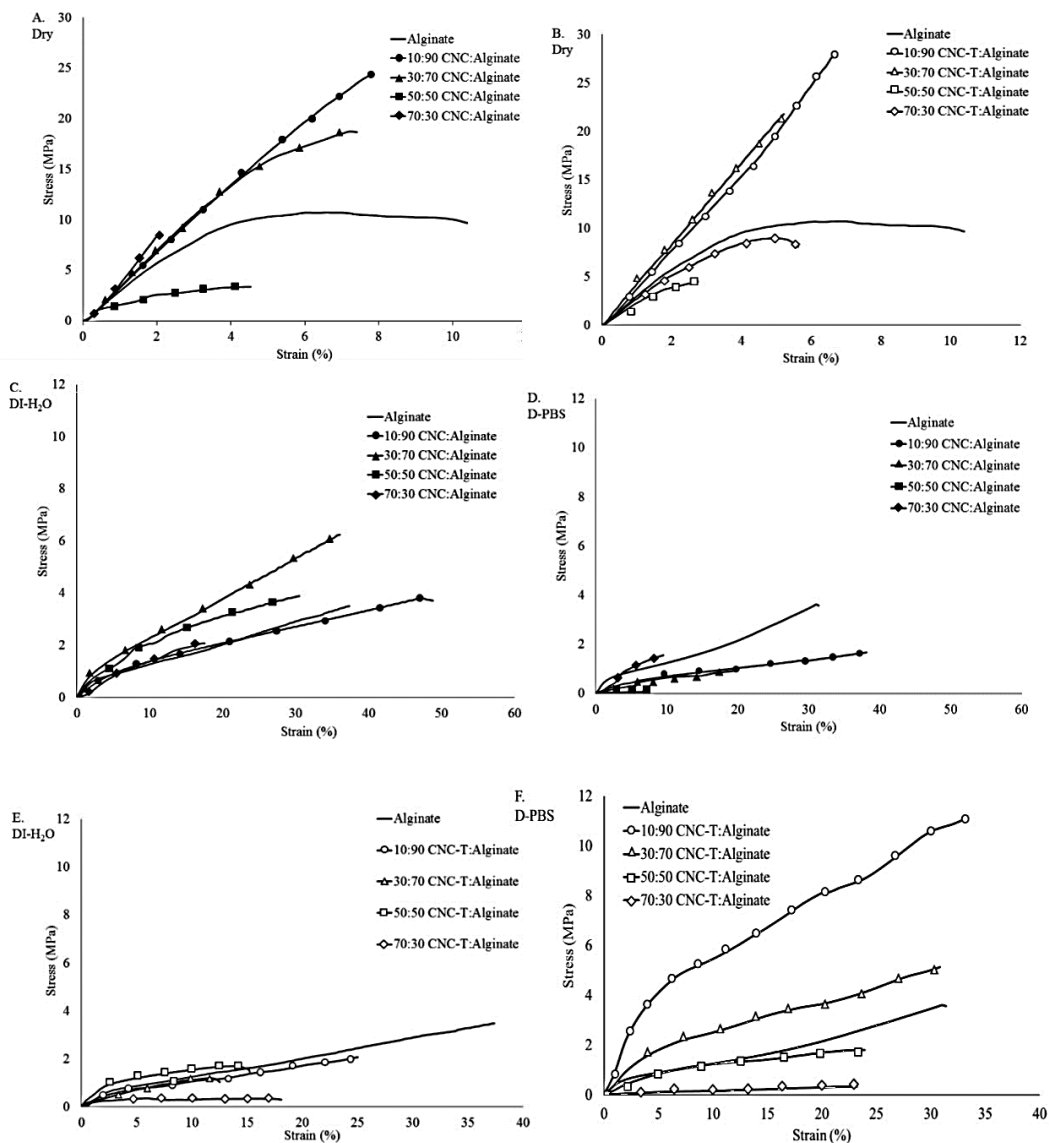 A.
Dry
30
25
20
15
10
5
0
0
2
4
6
8
10
Stress (MPa)
Strain (%)
Alginate
10:90 CNC:Alginate
30:70 CNC:Alginate
50:50 CNC:Alginate
70:30 CNC:Alginate
B.
Dry
30
25
20
15
10
5
0
0
2
4
6
8
10
12
Stress (MPa)
Strain (%)
Alginate
10:90 CNC-T:Alginate
30:70 CNC-T:Alginate
50:50 CNC-T:Alginate
70:30 CNC-T:Alginate
C.
DI-H₂O
12
10
8
6
4
2
0
0
10
20
30
40
50
60
Stress (MPa)
Strain (%)
Alginate
10:90 CNC:Alginate
30:70 CNC:Alginate
50:50 CNC:Alginate
70:30 CNC:Alginate
D.
D-PBS
12
10
8
6
4
2
0
0
10
20
30
40
50
60
Stress (MPa)
Strain (%)
Alginate
10:90 CNC:Alginate
30:70 CNC:Alginate
50:50 CNC:Alginate
70:30 CNC:Alginate
E.
DI-H₂O
12
10
8
6
4
2
0
0
5
10
15
20
25
30
35
40
Stress (MPa)
Strain (%)
Alginate
10:90 CNC-T:Alginate
30:70 CNC-T:Alginate
50:50 CNC-T:Alginate
70:30 CNC-T:Alginate
F.
D-PBS
12
10
8
6
4
2
0
0
5
10
15
20
25
30
35
40
Stress (MPa)
Strain (%)
Alginate
10:90 CNC-T:Alginate
30:70 CNC-T:Alginate
50:50 CNC-T:Alginate
70:30 CNC-T:Alginate